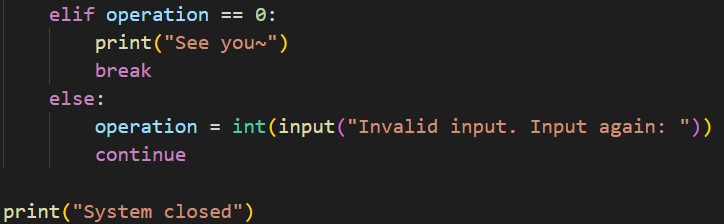 elif operation == 0:
print("See you~")
break
else:
operation = int(input("Invalid input. Input again: "))
continue
print("System closed")